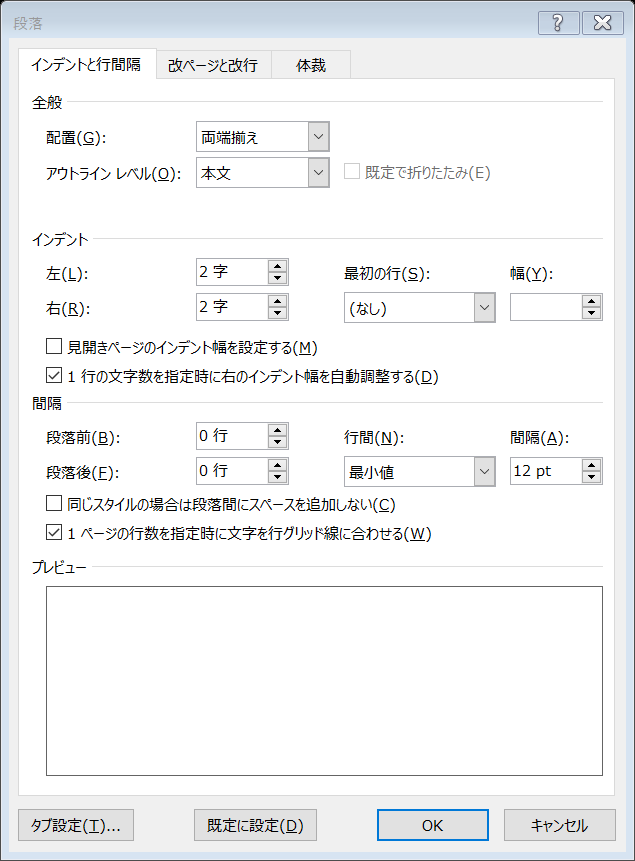 段落
インデントと行間隔 改ページと改行 体裁
全般
配置(G): 両端揃え
アウトライン レベル(O): 本文 既定で折りたたみ(E)
インデント
左(L): 2 字 最初の行(S): 幅(Y):
右(R): 2 字 (なし)
見開きページのインデント幅を設定する(M)
1 行の文字数を指定時に右のインデント幅を自動調整する(D)
間隔
段落前(B): 0 行 行間(N): 間隔(A):
段落後(F): 0 行 最小値 12 pt
同じスタイルの場合は段落間にスペースを追加しない(C)
1 ページの行数を指定時に文字を行グリッド線に合わせる(W)
プレビュー
タブ設定(T)... 既定に設定(D) OK キャンセル